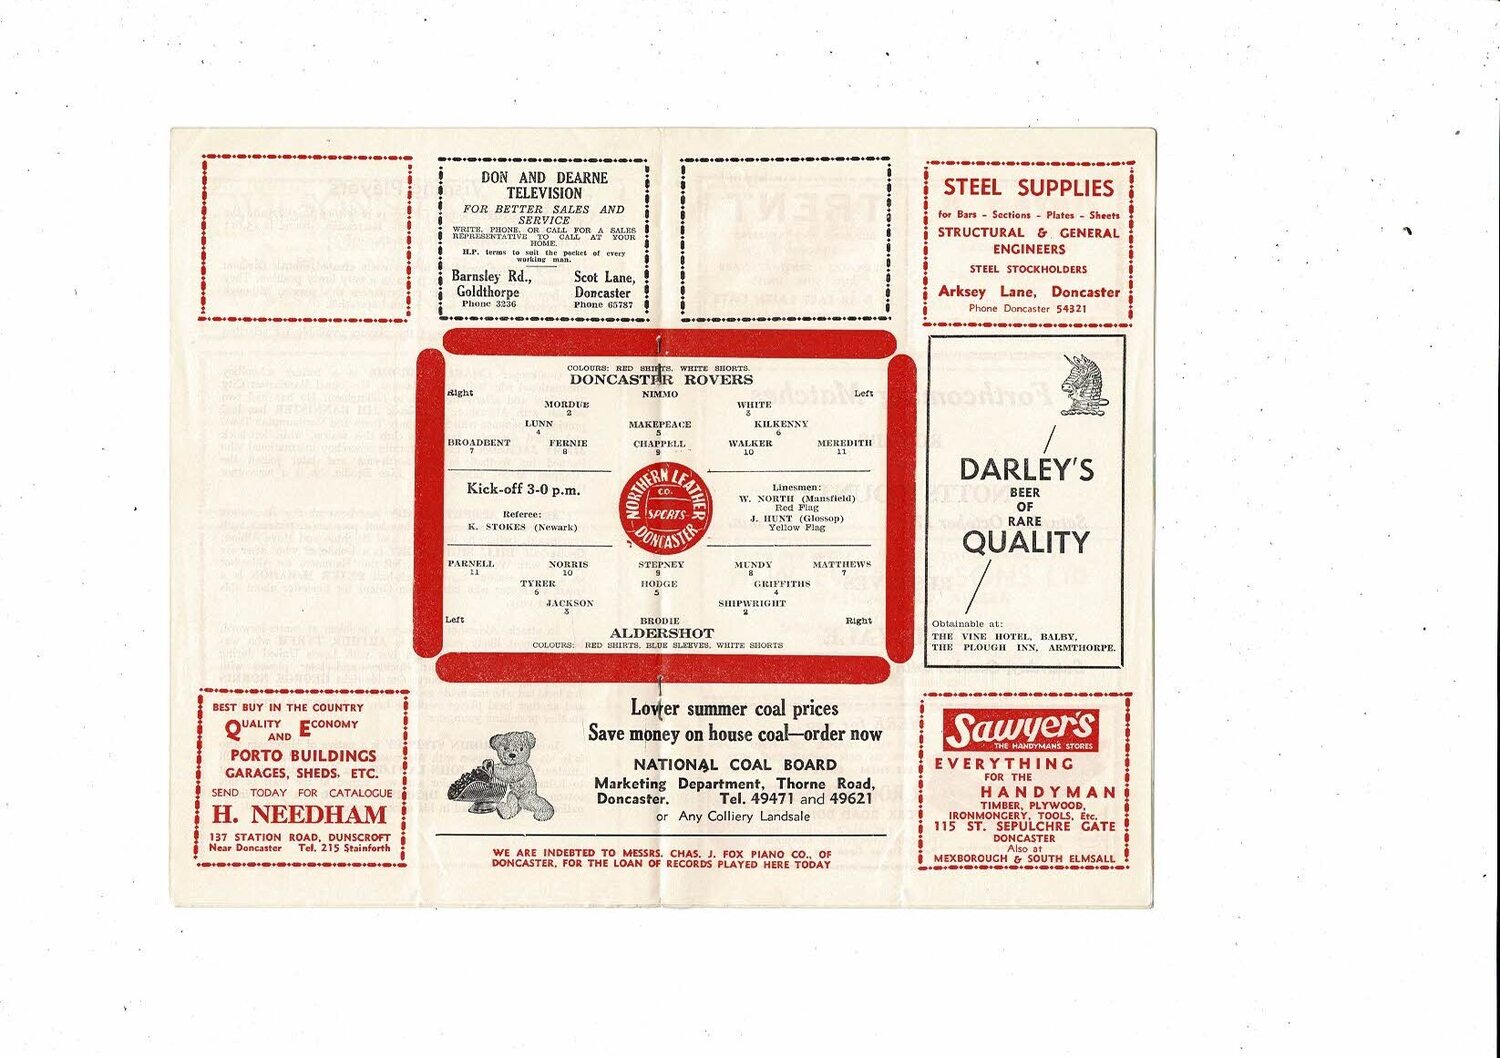 DON AND DEARNE
TELEVISION
FOR BETTER SALES AND
SERVICE
WRITE, PHONE, OR CALL FOR A SALES
REPRESENTATIVE TO CALL AT YOUR
HOME.
H.P. terms to suit the pocket of every
working man.
Barnsley Rd., Scot Lane,
Goldthorpe Doncaster
Phone 3236 Phone 65787
STEEL SUPPLIES
for Bars - Sections - Plates - Sheets
STRUCTURAL & GENERAL
ENGINEERS
STEEL STOCKHOLDERS
Arksey Lane, Doncaster
Phone Doncaster 54321
COLOURS: RED SHIRTS, WHITE SHORTS.
DONCASTER ROVERS
Right NIMMO Left
MORDUE WHITE
2 3
LUNN MAKEPEACE KILKENNY
4 5 6
BROADBENT FERNIE CHAPPELL WALKER MEREDITH
7 8 9 10 11
Kick-off 3-0 p.m.
Referee:
K. STOKES (Newark)
NORTHERN LEATHER
CO.
SPORTS
DONCASTER
Linesmen:
W. NORTH (Mansfield)
Red Flag
J. HUNT (Glossop)
Yellow Flag
PARNELL NORRIS STEPNEY MUNDY MATTHEWS
11 10 9 8 7
TYRER HODGE GRIFFITHS
6 5 4
JACKSON SHIPWRIGHT
3 2
Left BRODIE Right
ALDERSHOT
COLOURS: RED SHIRTS, BLUE SLEEVES, WHITE SHORTS
DARLEY'S
BEER
OF
RARE
QUALITY
Obtainable at:
THE VINE HOTEL, BALBY.
THE PLOUGH INN, ARMTHORPE.
BEST BUY IN THE COUNTRY
QUALITY ECONOMY
AND
PORTO BUILDINGS
GARAGES, SHEDS, ETC.
SEND TODAY FOR CATALOGUE
H. NEEDHAM
137 STATION ROAD, DUNSCROFT
Near Doncaster Tel. 215 Stainforth
Lower summer coal prices
Save money on house coal—order now
NATIONAL COAL BOARD
Marketing Department, Thorne Road,
Doncaster. Tel. 49471 and 49621
or Any Colliery Landsale
WE ARE INDEBTED TO MESSRS. CHAS. J. FOX PIANO CO., OF
DONCASTER, FOR THE LOAN OF RECORDS PLAYED HERE TODAY
Sawyer's
THE HANDYMANS STORES
EVERYTHING
FOR THE
HANDYMAN
TIMBER, PLYWOOD,
IRONMONGERY, TOOLS, Etc.
115 ST. SEPULCHRE GATE
DONCASTER
Also at
MEXBOROUGH & SOUTH ELMSALL